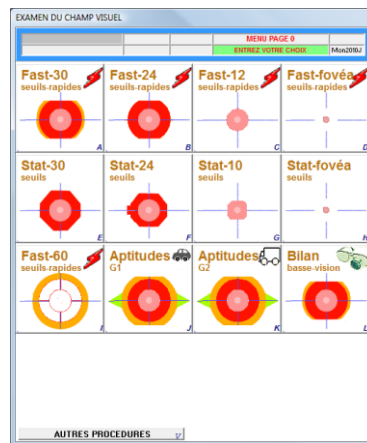 EXAMEN DU CHAMP VISUEL
MENU PAGE 0
ENTREZ VOTRE CHOIX
Mon2010J
Fast-30
seuils-rapides
A
Fast-24
seuils-rapides
B
Fast-12
seuils-rapides
C
Fast-fovéa
seuils-rapides
D
Stat-30
seuils
E
Stat-24
seuils
F
Stat-10
seuils
G
Stat-fovéa
seuils
H
Fast-60
seuils-rapides
I
Aptitudes
G1
J
Aptitudes
G2
K
Bilan
basse-vision
L
AUTRES PROCEDURES